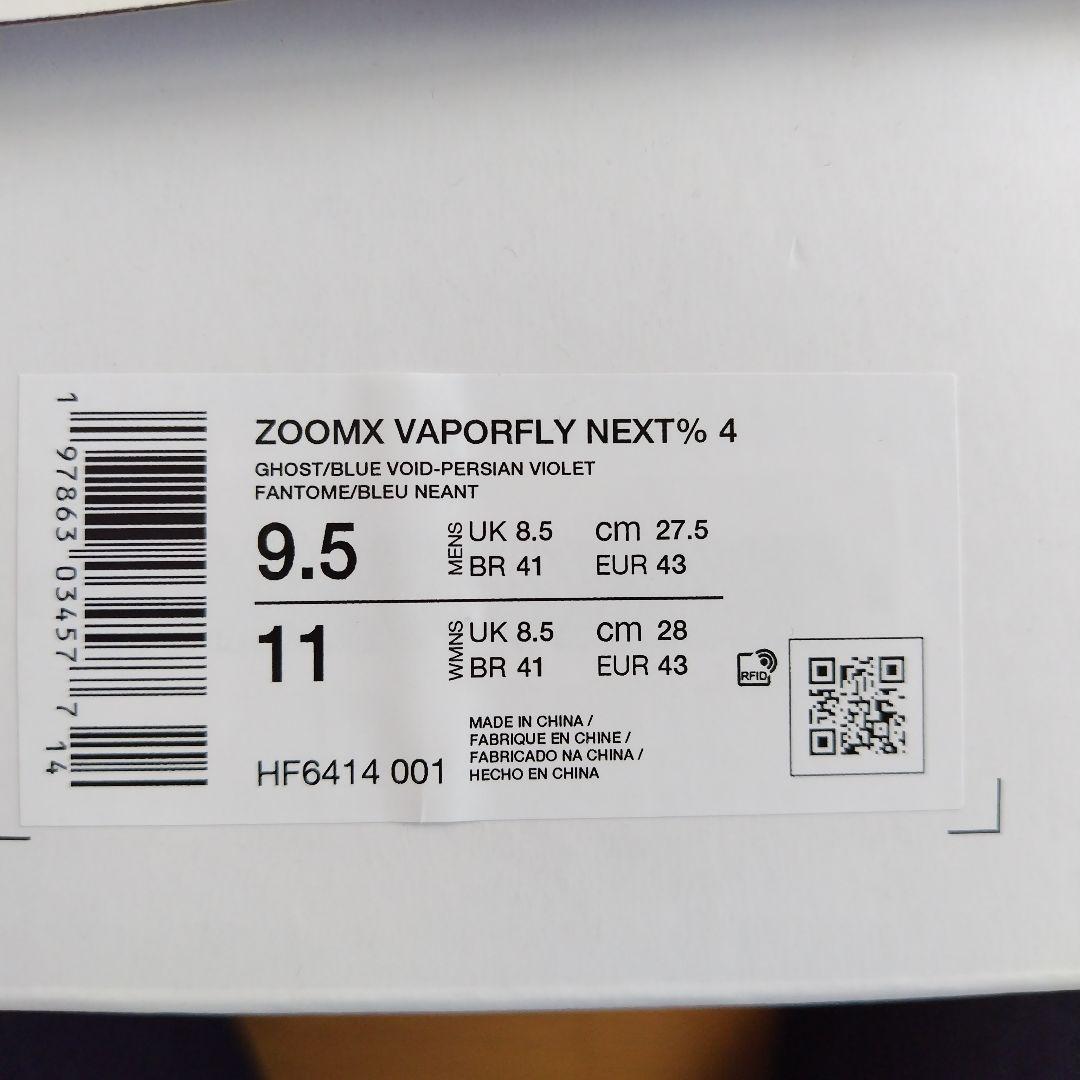 ZOOMX VAPORFLY NEXT% 4
GHOST/BLUE VOID-PERSIAN VIOLET
FANTOME/BLEU NEANT
9.5
MENS
UK 8.5 cm 27.5
BR 41 EUR 43
11
WMNS
UK 8.5 cm 28
BR 41 EUR 43
RFID
MADE IN CHINA /
FABRIQUE EN CHINE /
FABRICADO NA CHINA /
HECHO EN CHINA
HF6414 001
1 97863 03457 7 14